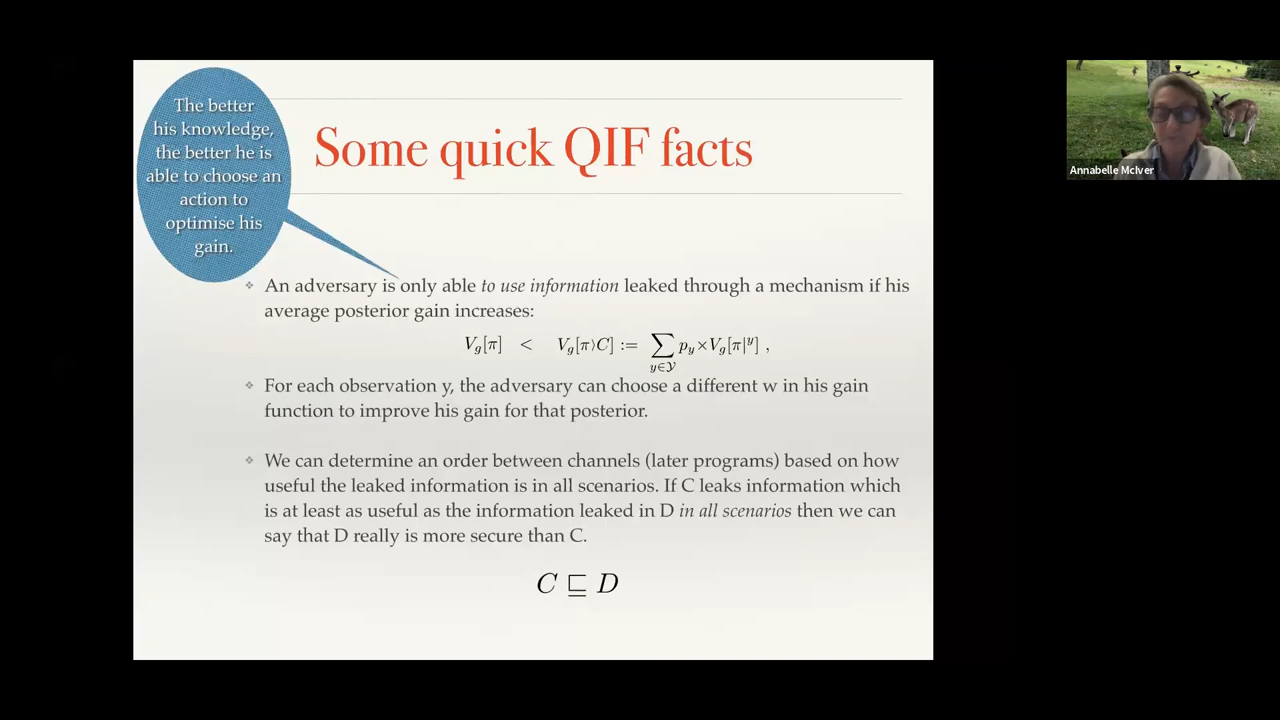 The better
his knowledge,
the better he is
able to choose an
action to
optimise his
gain.
Some quick QIF facts
An adversary is only able to use information leaked through a mechanism if his
average posterior gain increases:
V_g[π] < V_g[π⟩C] := ∑_{y∈𝒴} p_y×V_g[π|^y] ,
For each observation y, the adversary can choose a different w in his gain
function to improve his gain for that posterior.
We can determine an order between channels (later programs) based on how
useful the leaked information is in all scenarios. If C leaks information which
is at least as useful as the information leaked in D in all scenarios then we can
say that D really is more secure than C.
C ⊑ D
Annabelle McIver